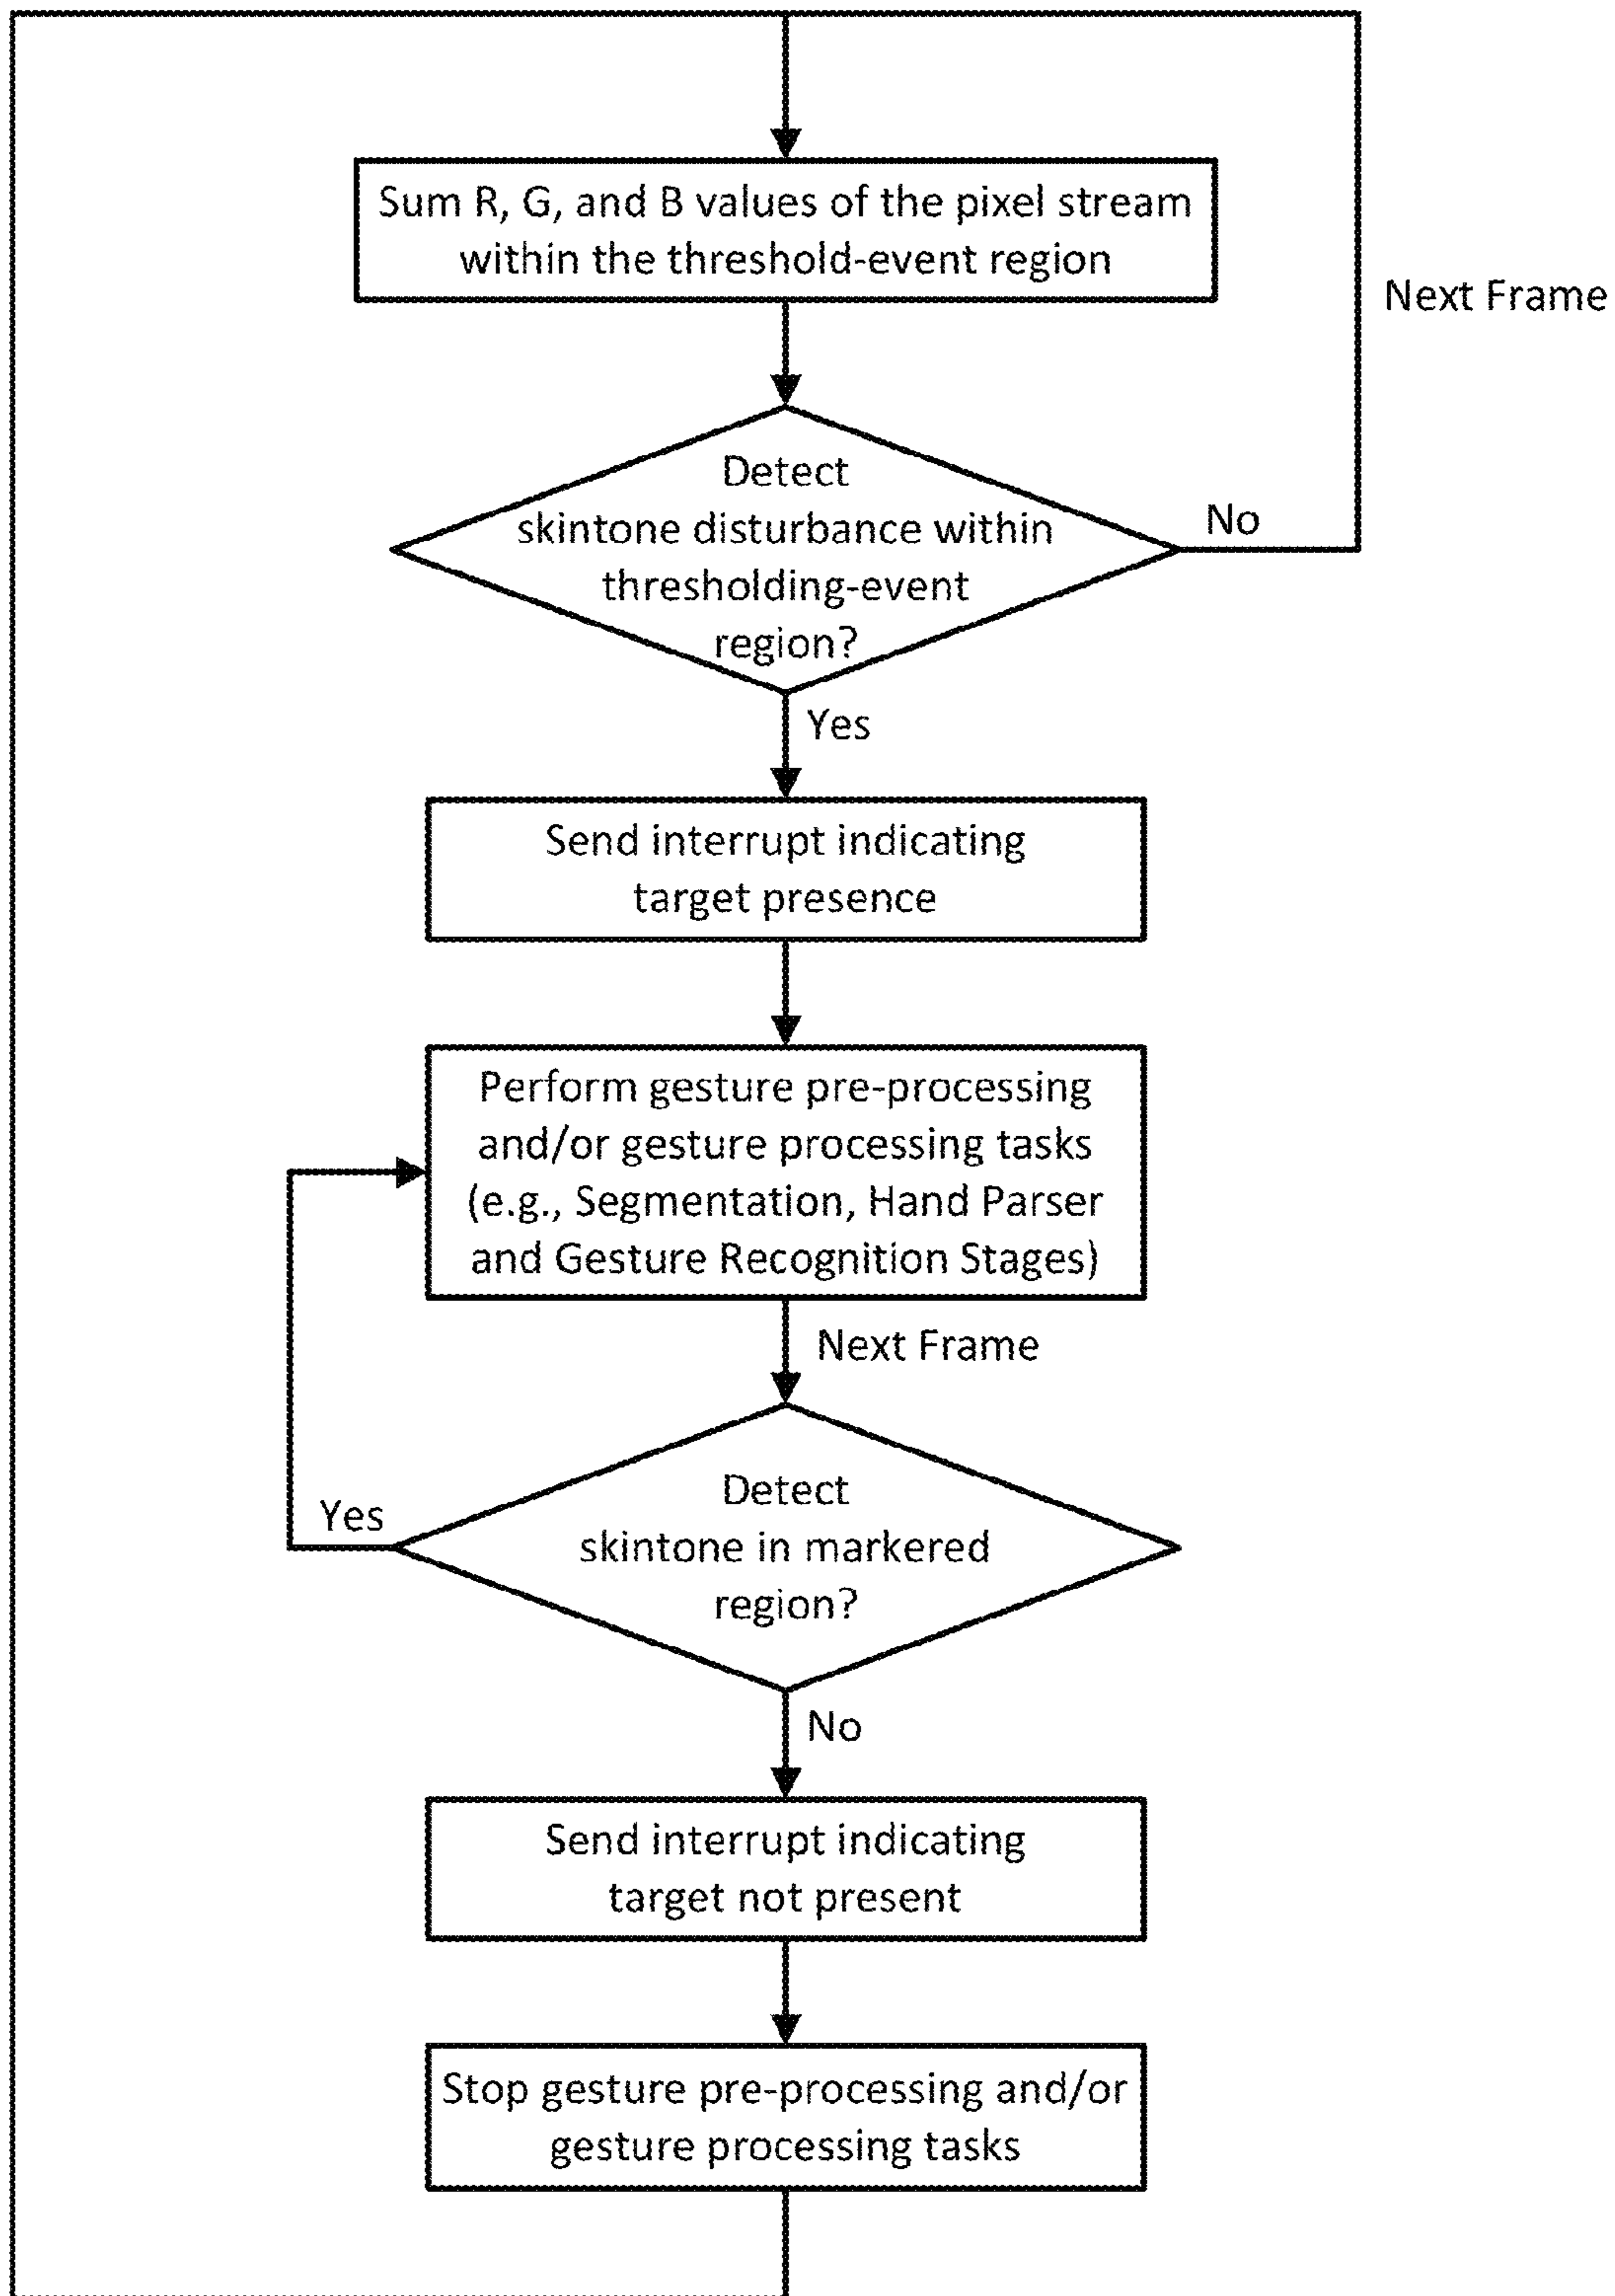 Sum R, G, and B values of the pixel stream
within the threshold-event region
Next Frame
Detect
skintone disturbance within
thresholding-event
region?
No
Yes
Send interrupt indicating
target presence
Perform gesture pre-processing
and/or gesture processing tasks
(e.g., Segmentation, Hand Parser
and Gesture Recognition Stages)
Next Frame
Detect
skintone in markered
region?
Yes
No
Send interrupt indicating
target not present
Stop gesture pre-processing and/or
gesture processing tasks